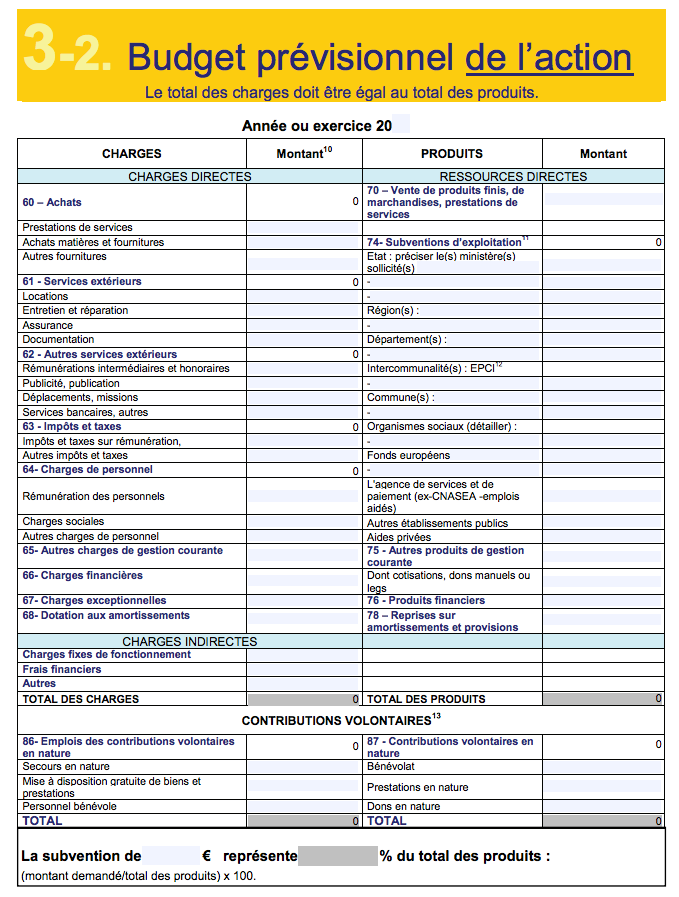 3-2. Budget prévisionnel de l'action
Le total des charges doit être égal au total des produits.
Année ou exercice 20
CHARGES Montant10 PRODUITS Montant
CHARGES DIRECTES RESSOURCES DIRECTES
60 – Achats 0 70 – Vente de produits finis, de
marchandises, prestations de
services
Prestations de services
Achats matières et fournitures 74- Subventions d'exploitation11 0
Autres fournitures Etat : préciser le(s) ministère(s)
sollicité(s)
61 - Services extérieurs 0 -
Locations -
Entretien et réparation Région(s) :
Assurance -
Documentation Département(s) :
62 - Autres services extérieurs 0 -
Rémunérations intermédiaires et honoraires Intercommunalité(s) : EPCI12
Publicité, publication -
Déplacements, missions Commune(s) :
Services bancaires, autres -
63 - Impôts et taxes 0 Organismes sociaux (détailler) :
Impôts et taxes sur rémunération, -
Autres impôts et taxes Fonds européens
64- Charges de personnel 0 -
Rémunération des personnels L'agence de services et de
paiement (ex-CNASEA -emplois
aidés)
Charges sociales Autres établissements publics
Autres charges de personnel Aides privées
65- Autres charges de gestion courante 75 - Autres produits de gestion
courante
66- Charges financières Dont cotisations, dons manuels ou
legs
67- Charges exceptionnelles 76 - Produits financiers
68- Dotation aux amortissements 78 – Reprises sur
amortissements et provisions
CHARGES INDIRECTES
Charges fixes de fonctionnement
Frais financiers
Autres
TOTAL DES CHARGES 0 TOTAL DES PRODUITS 0
CONTRIBUTIONS VOLONTAIRES13
86- Emplois des contributions volontaires
en nature 0 87 - Contributions volontaires en
nature 0
Secours en nature Bénévolat
Mise à disposition gratuite de biens et
prestations Prestations en nature
Personnel bénévole Dons en nature
TOTAL 0 TOTAL 0
La subvention de € représente % du total des produits :
(montant demandé/total des produits) x 100.